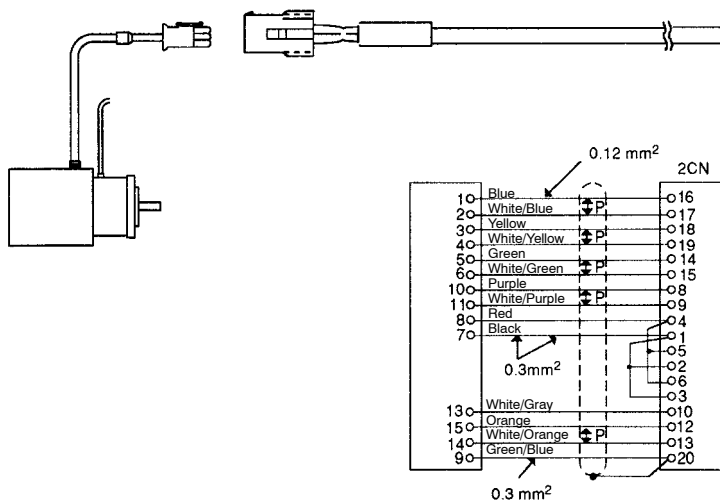 0.12 mm²
2CN
1 Blue 16
2 White/Blue P 17
3 Yellow 18
4 White/Yellow P 19
5 Green 14
6 White/Green P 15
10 Purple 8
11 White/Purple P 9
8 Red 4
7 Black 1
5
0.3mm²
2
6
3
13 White/Gray 10
15 Orange 12
14 White/Orange P 13
9 Green/Blue 20
0.3 mm²